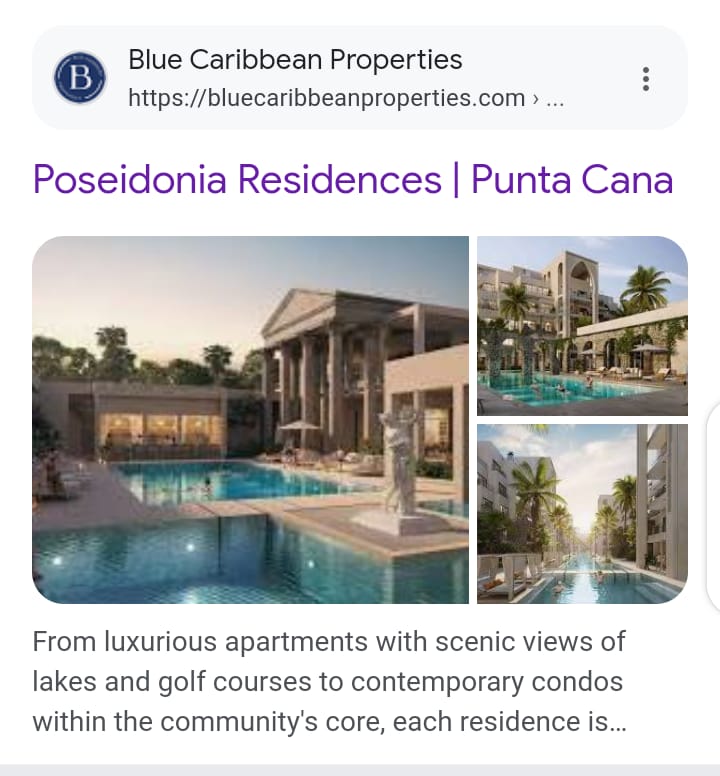 B
Blue Caribbean Properties
https://bluecaribbeanproperties.com › ...
Poseidonia Residences | Punta Cana
From luxurious apartments with scenic views of
lakes and golf courses to contemporary condos
within the community's core, each residence is...